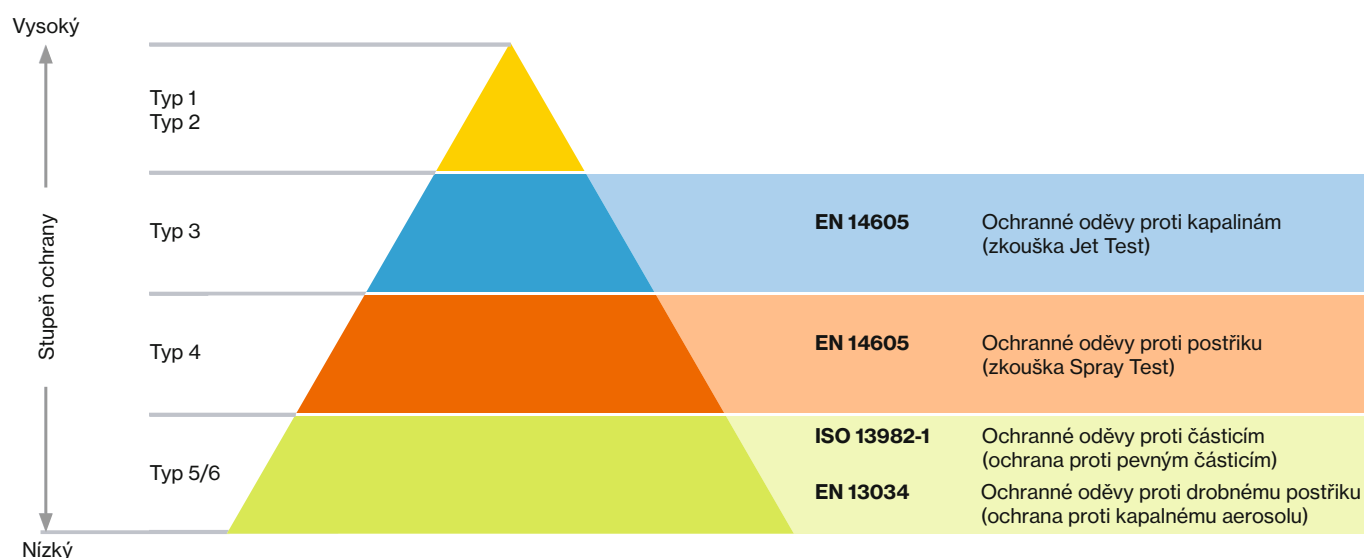 Vysoký
Stupeň ochrany
Nízký
Typ 1
Typ 2
Typ 3
EN 14605 Ochranné oděvy proti kapalinám
(zkouška Jet Test)
Typ 4
EN 14605 Ochranné oděvy proti postřiku
(zkouška Spray Test)
Typ 5/6
ISO 13982-1 Ochranné oděvy proti částicím
(ochrana proti pevným částicím)
EN 13034 Ochranné oděvy proti drobnému postřiku
(ochrana proti kapalnému aerosolu)